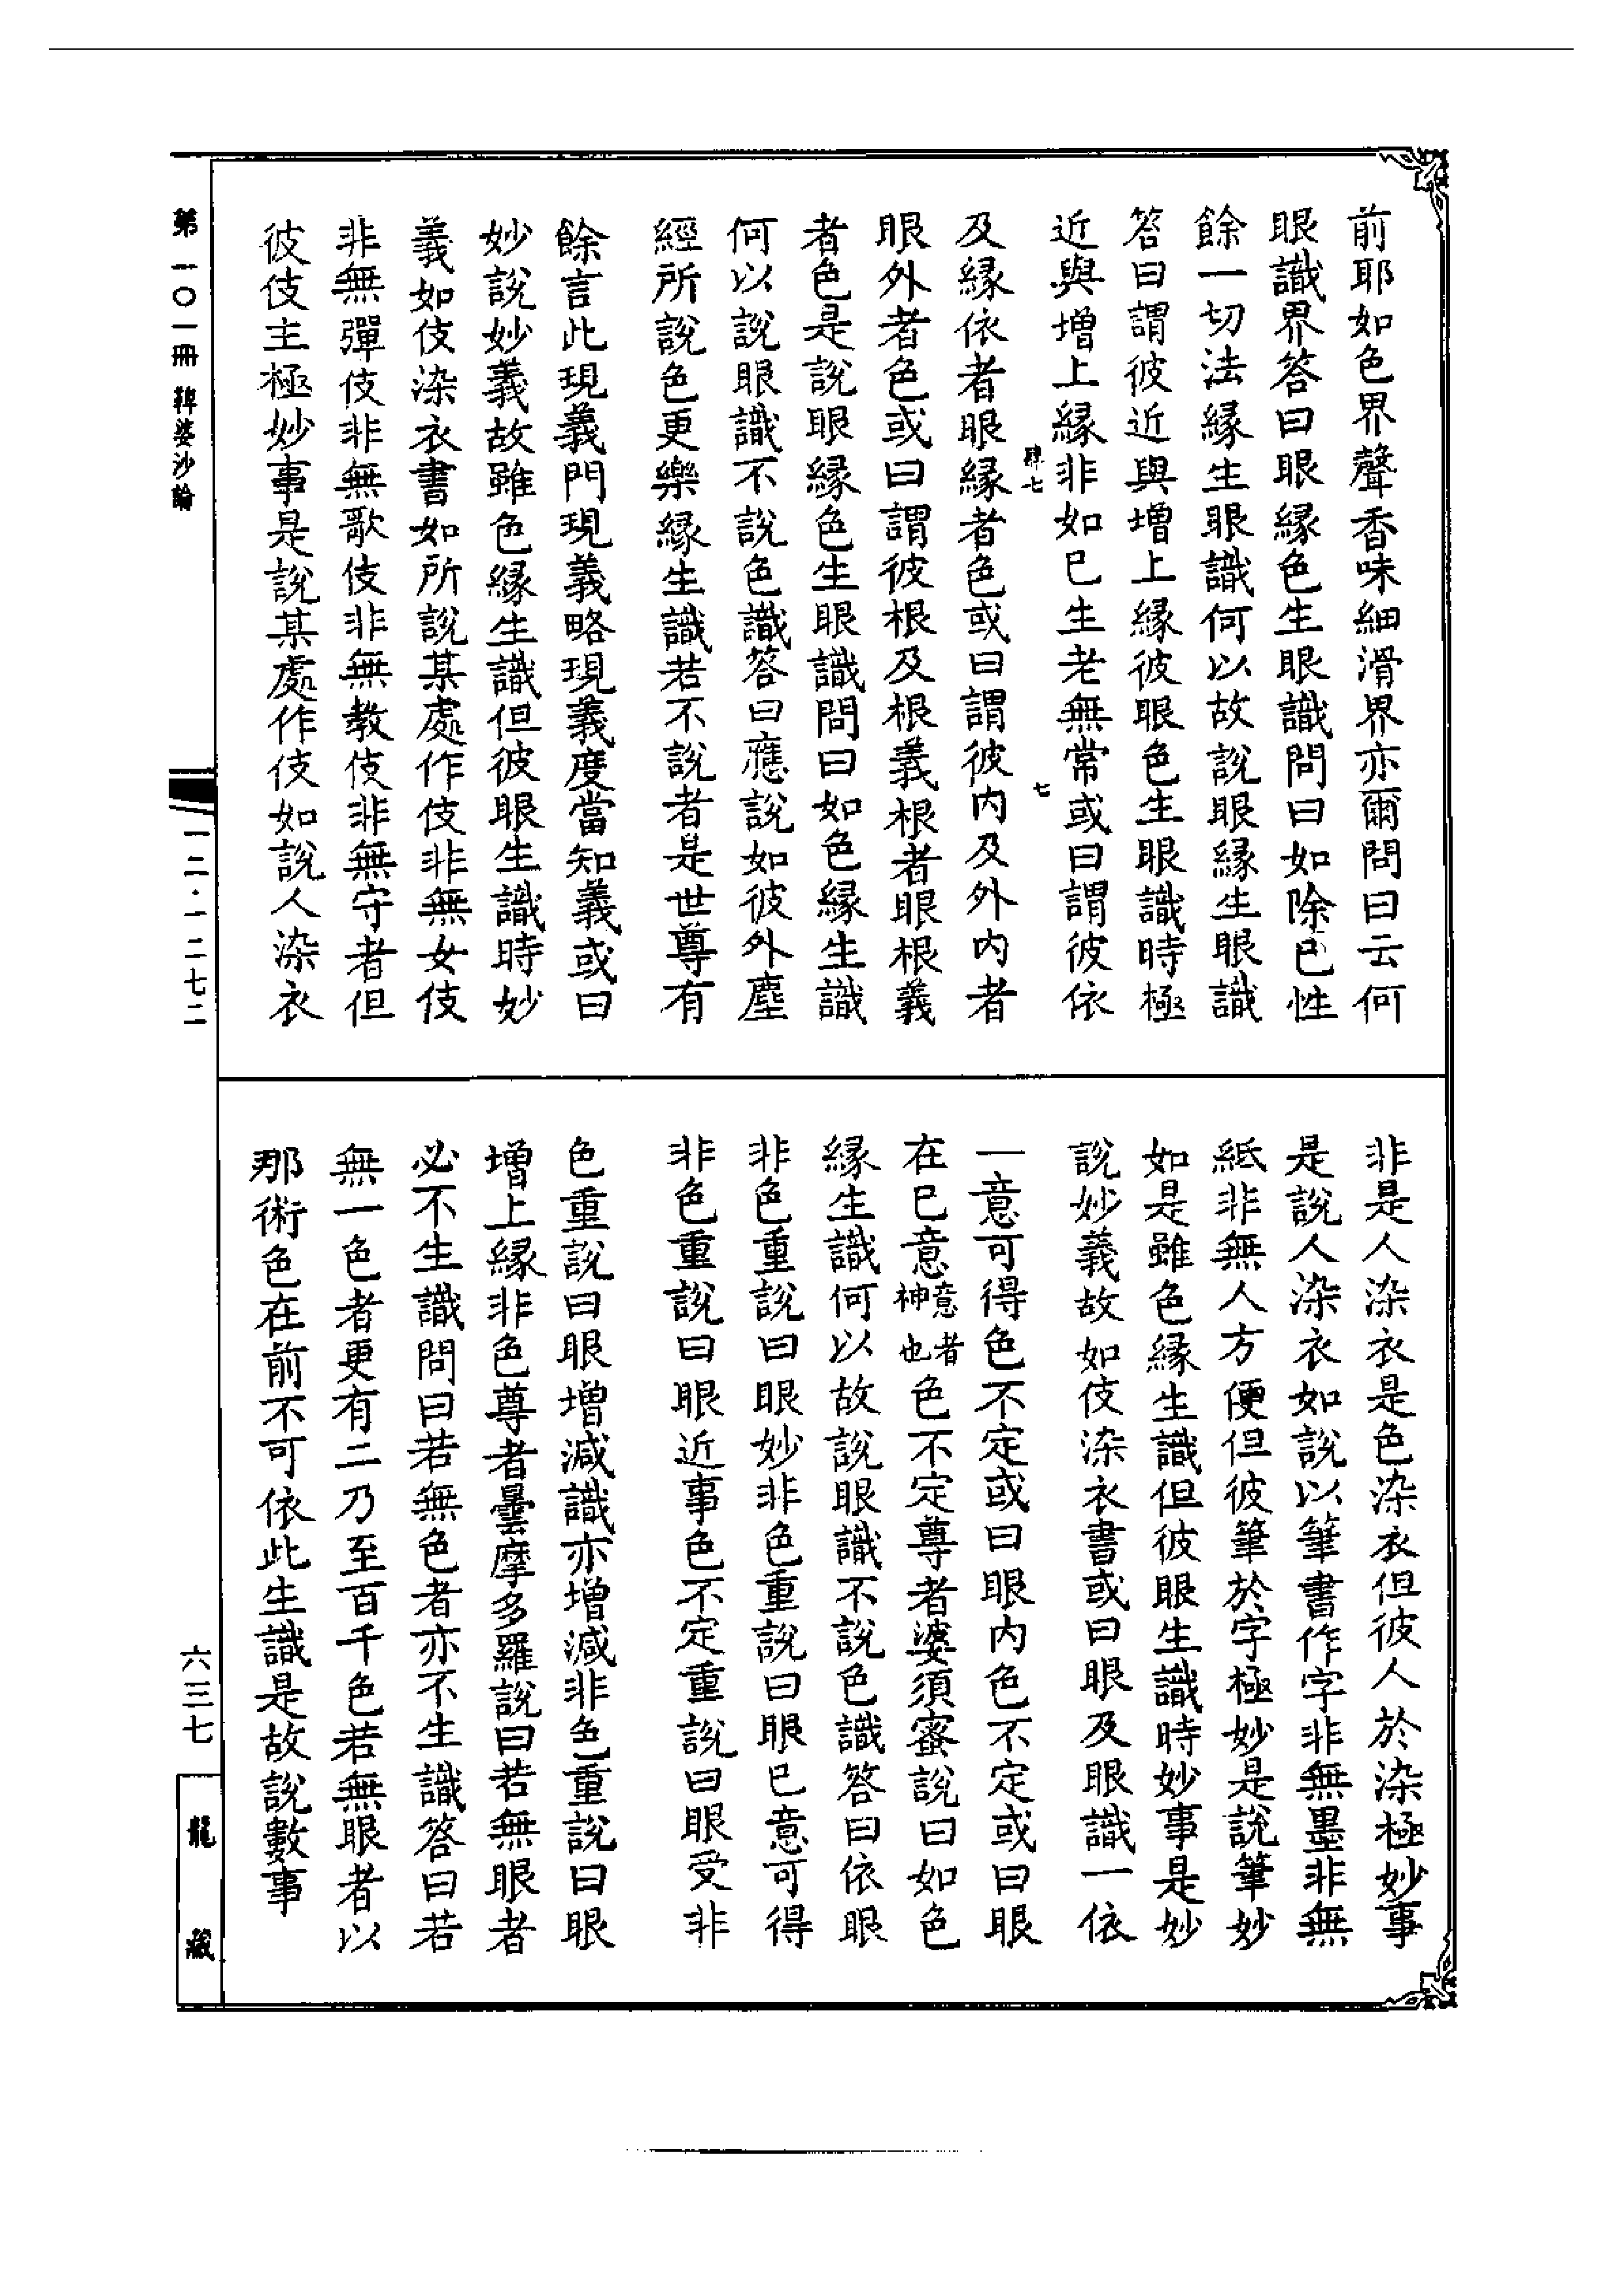 前耶如色界聲香味細滑界亦爾問曰云何
眼識界答曰眼緣色生眼識問曰如除已性
餘一切法緣生眼識何以故說眼緣生眼識
答曰謂彼近與增上緣彼眼色生眼識時極
近與增上緣非如已生老無常或曰謂彼依
肆七
七
及緣依者眼緣者色或曰謂彼內及外內者
眼外者色或曰謂彼根及根義根者眼根義
者色是說眼緣色生眼識問曰如色緣生識
何以說眼識不說色識答曰應說如彼外塵
經所說色更樂緣生識若不說者是世尊有
餘言此現義門現義略現義度當知義或曰
妙說妙義故雖色緣生識但彼眼生識時妙
義如伎染衣書如所說某處作伎非無女伎
非無彈伎非無歌伎非無教伎非無守者但
彼伎主極妙事是說某處作伎如說人染衣
非是人染衣是色染衣但彼人於染極妙事
是說人染衣如說以筆書作字非無墨非無
紙非無人方便但彼筆於字極妙是說筆妙
如是雖色緣生識但彼眼生識時妙事是妙
說妙義故如伎染衣書或曰眼及眼識一依
一意可得色不定或曰眼內色不定或曰眼
在已意意者神也色不定尊者婆須蜜說曰如色
緣生識何以故說眼識不說色識答曰依眼
非色重說曰眼妙非色重說曰眼已意可得
非色重說曰眼近事色不定重說曰眼受非
色重說曰眼增減識亦增減非色重說曰眼
增上緣非色尊者曇摩多羅說曰若無眼者
必不生識問曰若無色者亦不生識答曰若
無一色者更有二乃至百千色若無眼者以
那術色在前不可依此生識是故說數事
第一〇一冊 鞞婆沙論
一二·一二七二
六三七
龍藏